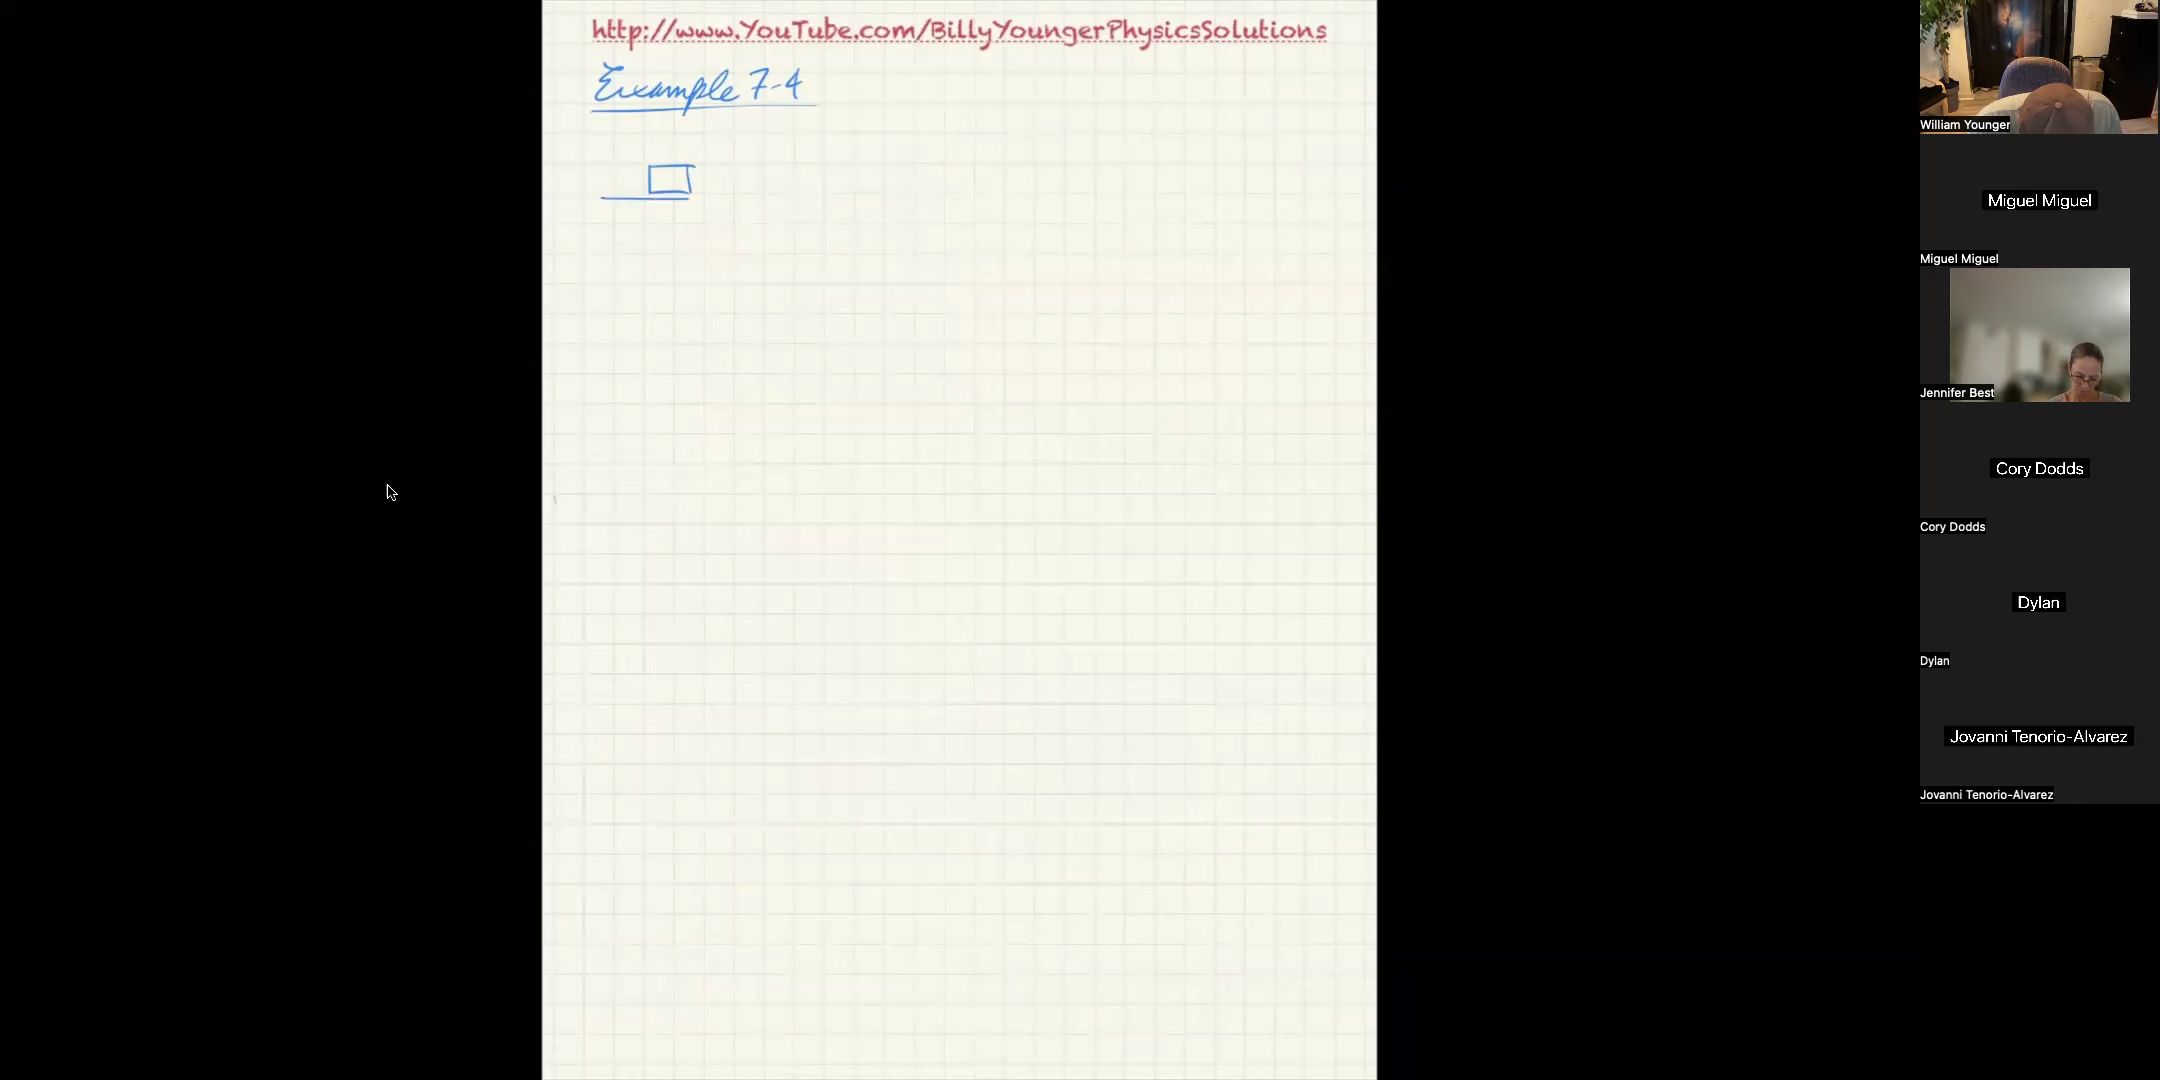 http://www.YouTube.com/BillyYoungerPhysicsSolutions
Example 7-4
William Younger
Miguel Miguel
Miguel Miguel
Jennifer Best
Cory Dodds
Cory Dodds
Dylan
Dylan
Jovanni Tenorio-Alvarez
Jovanni Tenorio-Alvarez